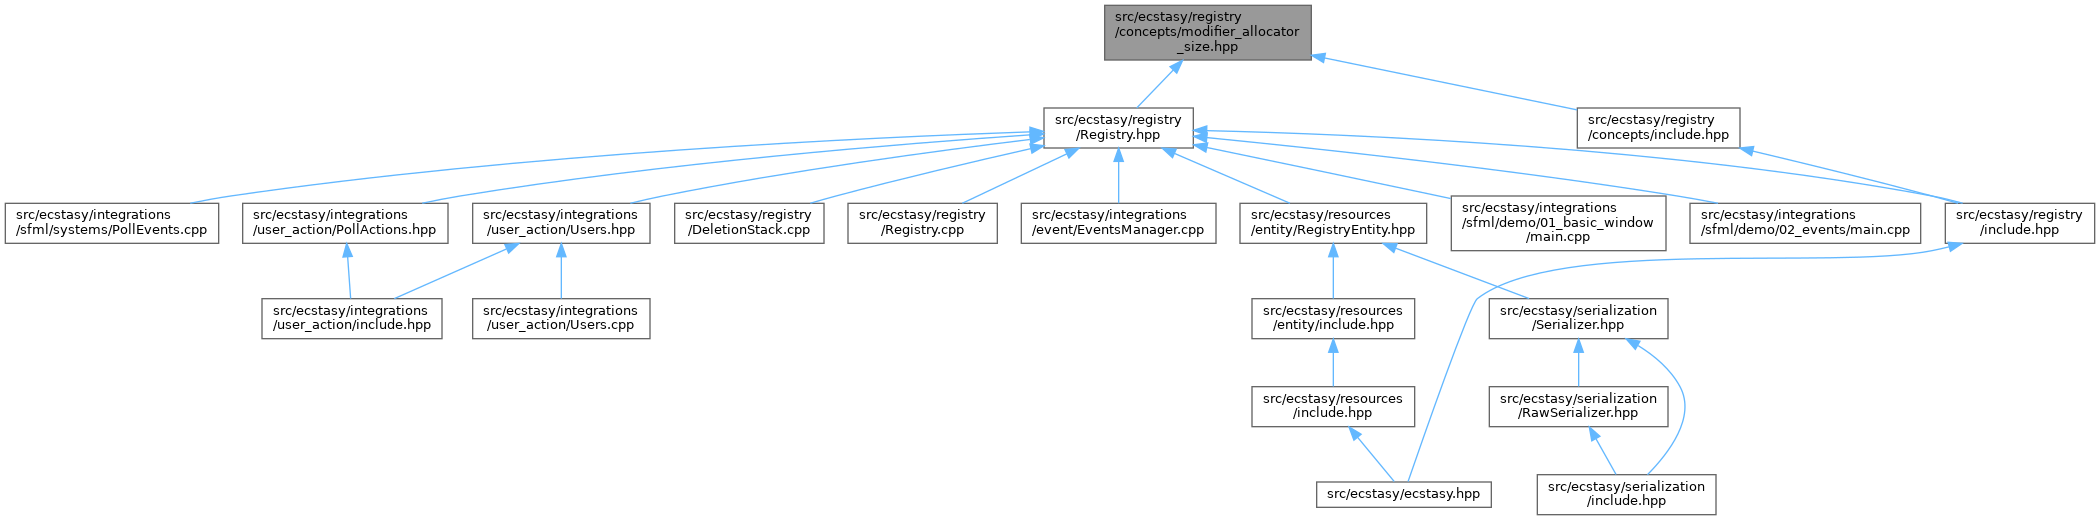 src/ecstasy/registry
/concepts/modifier_allocator
_size.hpp
src/ecstasy/registry
/Registry.hpp
src/ecstasy/registry
/concepts/include.hpp
src/ecstasy/integrations
/sfml/systems/PollEvents.cpp
src/ecstasy/integrations
/user_action/PollActions.hpp
src/ecstasy/integrations
/user_action/Users.hpp
src/ecstasy/registry
/DeletionStack.cpp
src/ecstasy/registry
/Registry.cpp
src/ecstasy/integrations
/event/EventsManager.cpp
src/ecstasy/resources
/entity/RegistryEntity.hpp
src/ecstasy/integrations
/sfml/demo/01_basic_window
/main.cpp
src/ecstasy/integrations
/sfml/demo/02_events/main.cpp
src/ecstasy/registry
/include.hpp
src/ecstasy/integrations
/user_action/include.hpp
src/ecstasy/integrations
/user_action/Users.cpp
src/ecstasy/resources
/entity/include.hpp
src/ecstasy/serialization
/Serializer.hpp
src/ecstasy/resources
/include.hpp
src/ecstasy/serialization
/RawSerializer.hpp
src/ecstasy/ecstasy.hpp
src/ecstasy/serialization
/include.hpp